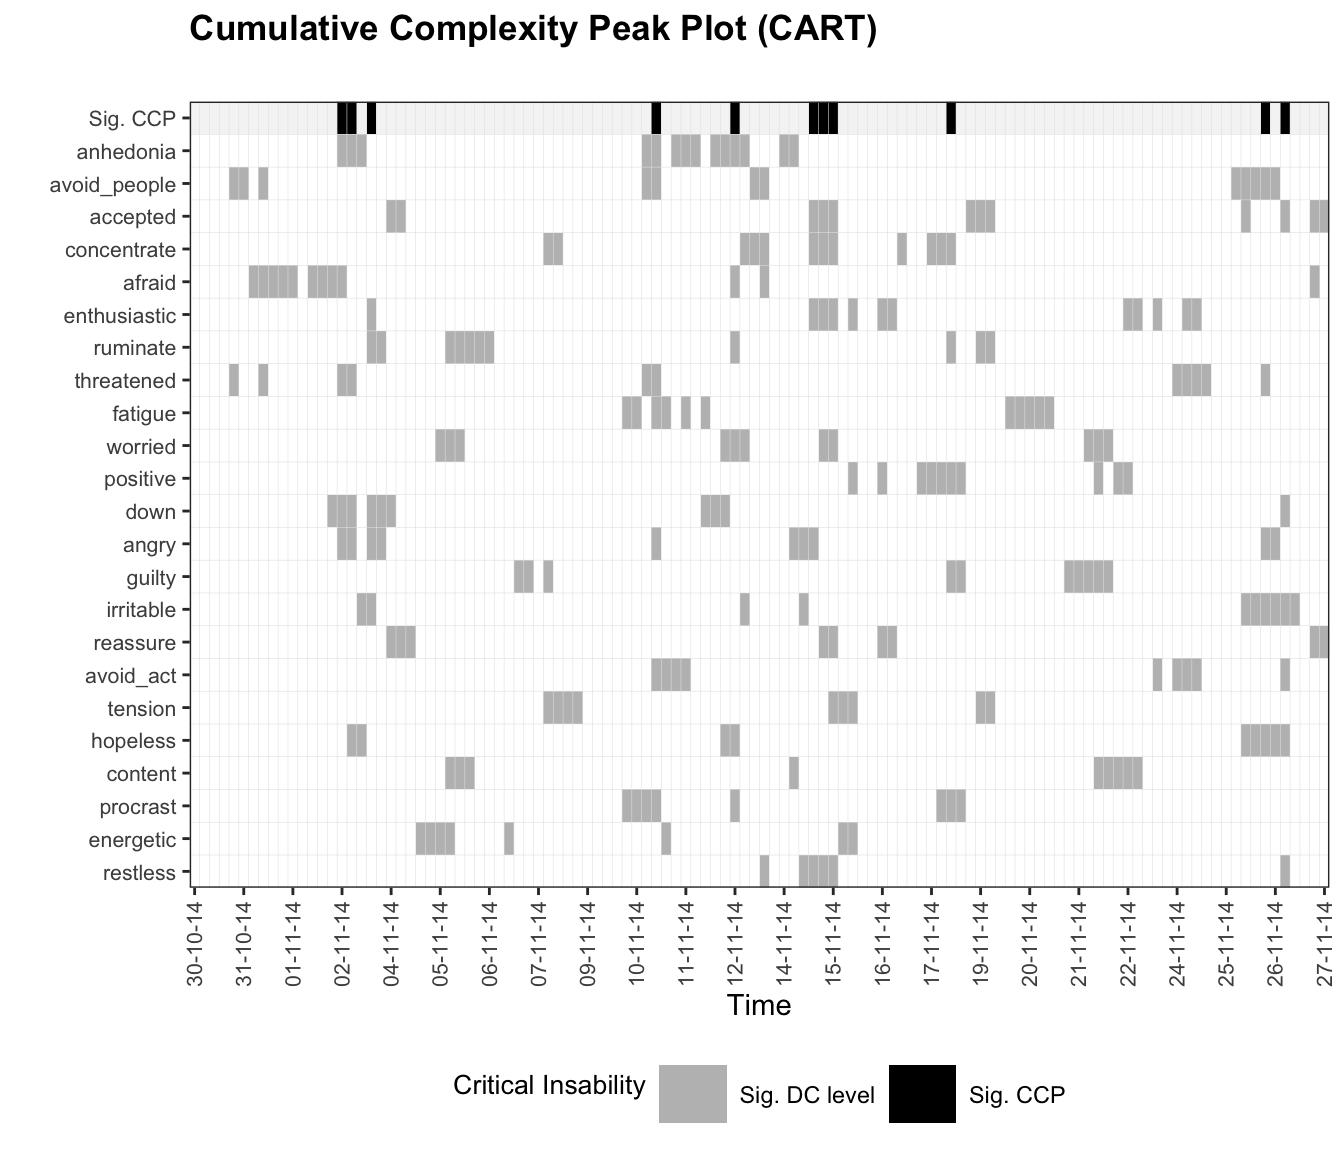 Cumulative Complexity Peak Plot (CART)
Sig. CCP
anhedonia
avoid_people
accepted
concentrate
afraid
enthusiastic
ruminate
threatened
fatigue
worried
positive
down
angry
guilty
irritable
reassure
avoid_act
tension
hopeless
content
procrast
energetic
restless
30-10-14
31-10-14
01-11-14
02-11-14
04-11-14
05-11-14
06-11-14
07-11-14
09-11-14
10-11-14
11-11-14
12-11-14
14-11-14
15-11-14
16-11-14
17-11-14
19-11-14
20-11-14
21-11-14
22-11-14
24-11-14
25-11-14
26-11-14
27-11-14
Time
Critical Insability Sig. DC level Sig. CCP